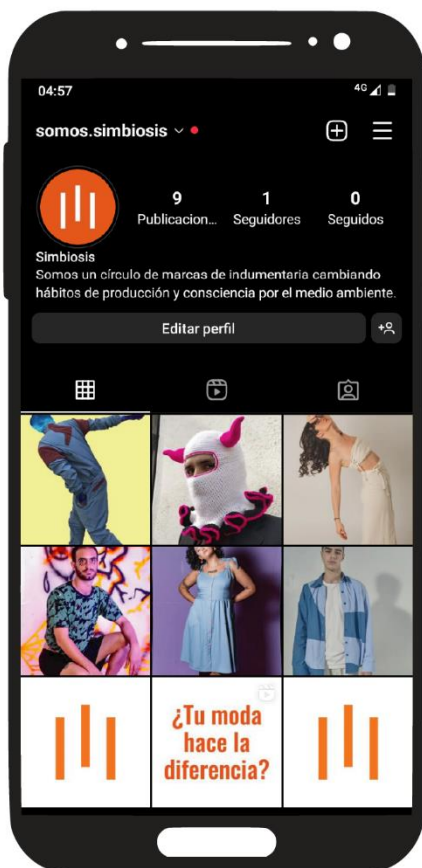 04:57
4G
somos.simbiosis
9 1 0
Publicacion... Seguidores Seguidos
Simbiosis
Somos un círculo de marcas de indumentaria cambiando
hábitos de producción y consciencia por el medio ambiente.
Editar perfil
¿Tu moda
hace la
diferencia?